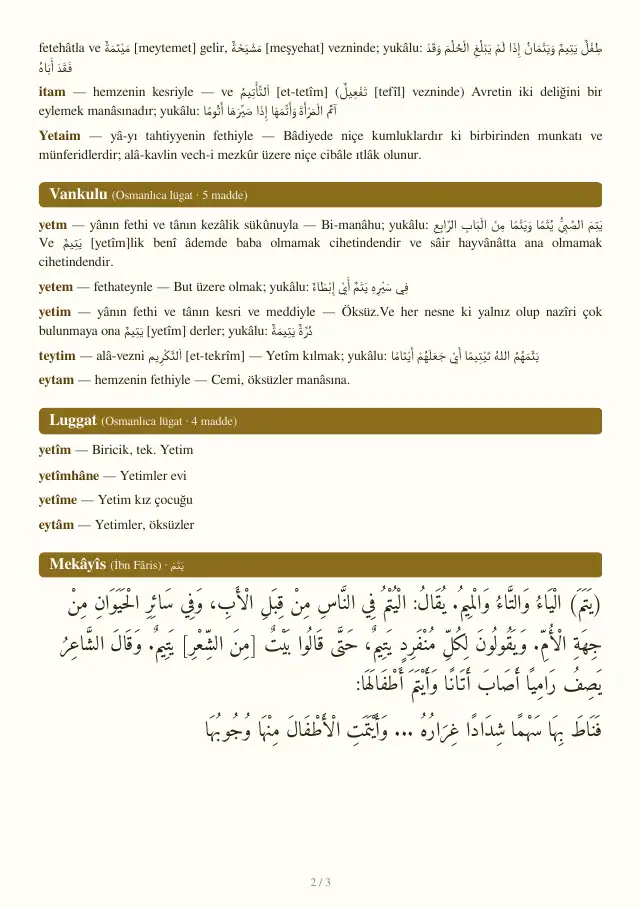 fetehâtla ve مَيْتَمَةٌ [meytemet] gelir, مَشْيَخَةٌ [meşyehat] vezninde; yukâlu: طِفْلٌ يَتِيمٌ وَيَتْمَانُ إِذَا لَمْ يَبْلُغِ الْحُلُمَ وَقَدْ
فَقَدَ أَبَاهُ
itam — hemzenin kesriyle — ve اَلتَّأْتِيمُ [et-tetîm] (تَفْعِيلٌ [tefîl] vezninde) Avretin iki deliğini bir
eylemek manâsınadır; yukâlu: آتَمَ الْمَرْأَةَ وَأَتَّمَهَا إِذَا صَيَّرَهَا أَتُومًا
Yetaim — yâ-yı tahtiyyenin fethiyle — Bâdiyede niçe kumluklardır ki birbirinden munkatı ve
münferidlerdir; alâ-kavlin vech-i mezkûr üzere niçe cibâle ıtlâk olunur.
Vankulu (Osmanlıca lügat · 5 madde)
yetm — yânın fethi ve tânın kezâlik sükûnuyla — Bi-manâhu; yukâlu: يَتِمَ الصَّبِيُّ يُتْمًا وَيَتْمًا مِنَ الْبَابِ الرَّابِعِ
Ve يَتِيمٌ [yetîm]lik benî âdemde baba olmamak cihetindendir ve sâir hayvânâtta ana olmamak
cihetindendir.
yetem — fethateynle — But üzere olmak; yukâlu: فِي سَيْرِهِ يَتَمٌ أَيْ إِبْطَاءٌ
yetim — yânın fethi ve tânın kesri ve meddiyle — Öksüz.Ve her nesne ki yalnız olup nazîri çok
bulunmaya ona يَتِيمٌ [yetîm] derler; yukâlu: دُرَّةٌ يَتِيمَةٌ
teytim — alâ-vezni اَلتَّكْرِيم [et-tekrîm] — Yetîm kılmak; yukâlu: يَتَّمَهُمُ اللهُ تَيْتِيمًا أَيْ جَعَلَهُمْ أَيْتَامًا
eytam — hemzenin fethiyle — Cemi, öksüzler manâsına.
Luggat (Osmanlıca lügat · 4 madde)
yetîm — Biricik, tek. Yetim
yetîmhâne — Yetimler evi
yetîme — Yetim kız çocuğu
eytâm — Yetimler, öksüzler
Mekâyîs (İbn Fâris) · يَتَمَ
(يَتَمَ) الْيَاءُ وَالتَّاءُ وَالْمِيمُ. يُقَالُ: الْيُتْمُ فِي النَّاسِ مِنْ قِبَلِ الْأَبِ، وَفِي سَائِرِ الْحَيَوَانِ مِنْ
جِهَةِ الْأُمِّ. وَيَقُولُونَ لِكُلِّ مُنْفَرِدٍ يَتِيمٌ، حَتَّى قَالُوا بَيْتٌ [مِنَ الشِّعْرِ] يَتِيمٌ. وَقَالَ الشَّاعِرُ
يَصِفُ رَامِيًا أَصَابَ أَتَانًا وَأَيْتَمَ أَطْفَالَهَا:
فَنَاطَ بِهَا سَهْمًا شِدَادًا غِرَارُهُ ... وَأَيْتَمَتِ الْأَطْفَالَ مِنْهَا وُجُوبُهَا
2 / 3